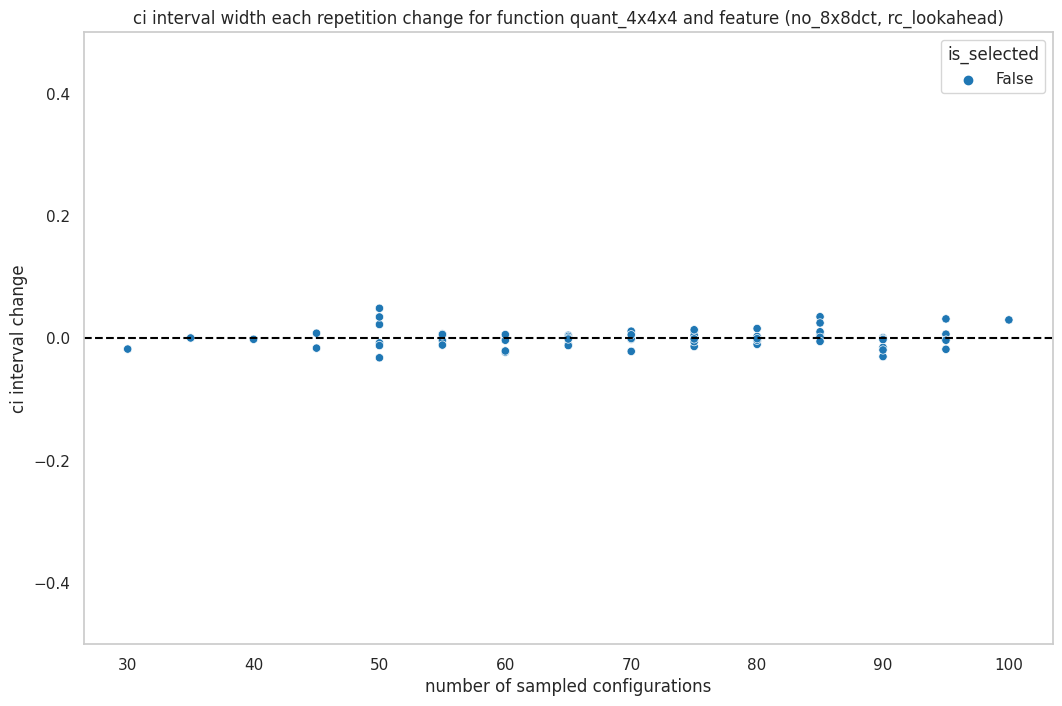 ci interval width each repetition change for function quant_4x4x4 and feature (no_8x8dct, rc_lookahead)
is_selected
False
ci interval change
0.4
0.2
0.0
−0.2
−0.4
30 40 50 60 70 80 90 100
number of sampled configurations